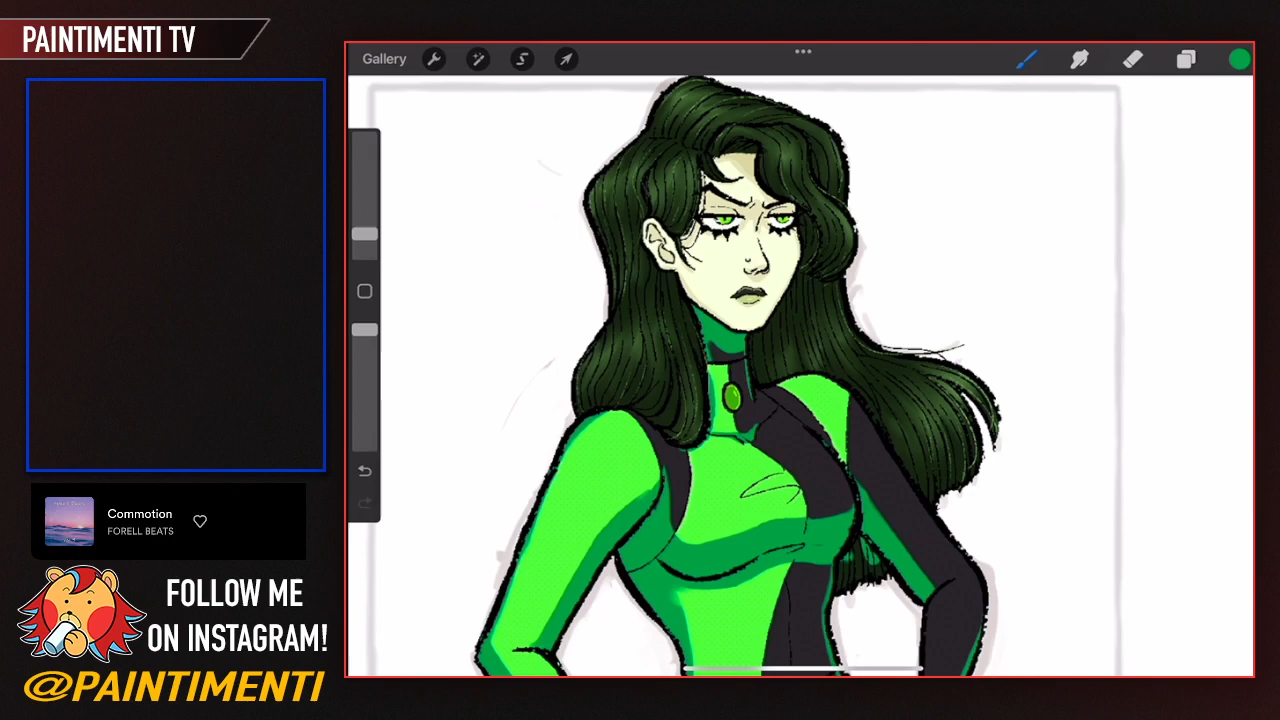 PAINTIMENTI TV
Gallery
Commotion
FORELL BEATS
FOLLOW ME
ON INSTAGRAM!
@PAINTIMENTI